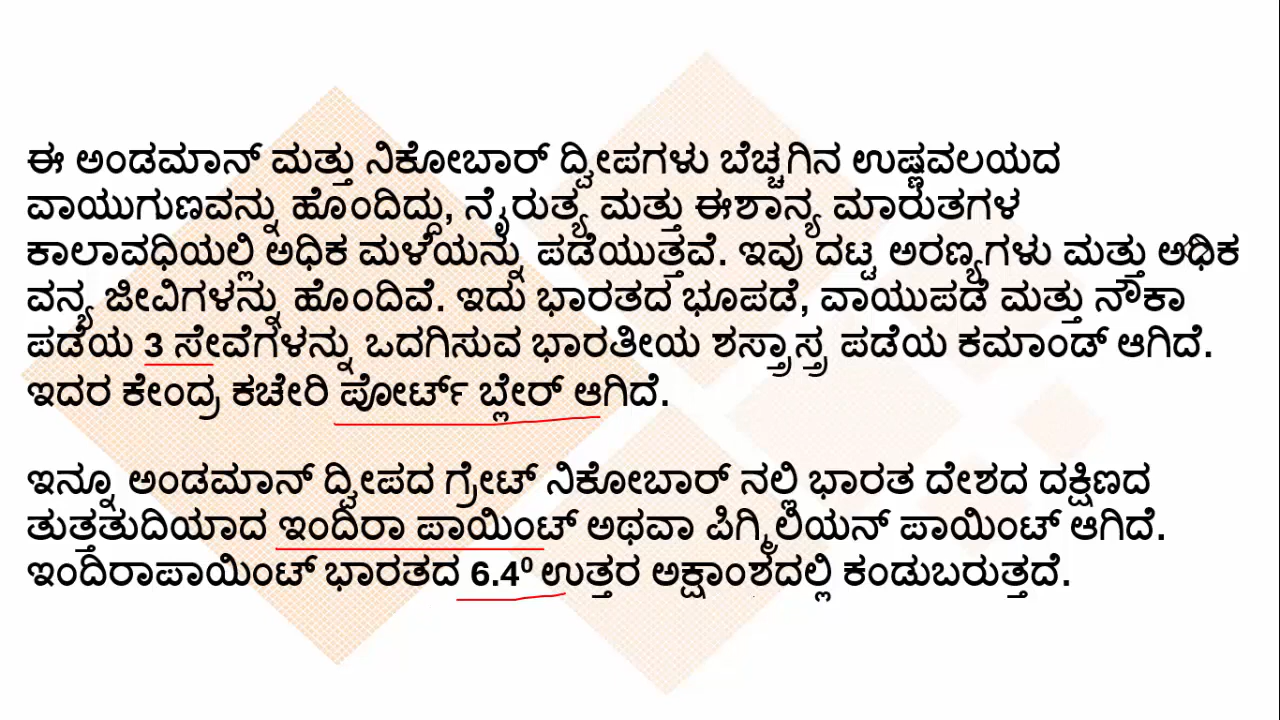 ಈ ಅಂಡಮಾನ್ ಮತ್ತು ನಿಕೋಬಾರ್ ದ್ವೀಪಗಳು ಬೆಚ್ಚಗಿನ ಉಷ್ಣವಲಯದ
ವಾಯುಗುಣವನ್ನು ಹೊಂದಿದ್ದು, ನೈರುತ್ಯ ಮತ್ತು ಈಶಾನ್ಯ ಮಾರುತಗಳ
ಕಾಲಾವಧಿಯಲ್ಲಿ ಅಧಿಕ ಮಳೆಯನ್ನು ಪಡೆಯುತ್ತವೆ. ಇವು ದಟ್ಟ ಅರಣ್ಯಗಳು ಮತ್ತು ಅಧಿಕ
ವನ್ಯ ಜೀವಿಗಳನ್ನು ಹೊಂದಿವೆ. ಇದು ಭಾರತದ ಭೂಪಡೆ, ವಾಯುಪಡೆ ಮತ್ತು ನೌಕಾ
ಪಡೆಯ 3 ಸೇವೆಗಳನ್ನು ಒದಗಿಸುವ ಭಾರತೀಯ ಶಸ್ತ್ರಾಸ್ತ್ರ ಪಡೆಯ ಕಮಾಂಡ್ ಆಗಿದೆ.
ಇದರ ಕೇಂದ್ರ ಕಚೇರಿ ಪೋರ್ಟ್ ಬ್ಲೇರ್ ಆಗಿದೆ.
ಇನ್ನೂ ಅಂಡಮಾನ್ ದ್ವೀಪದ ಗ್ರೇಟ್ ನಿಕೋಬಾರ್ ನಲ್ಲಿ ಭಾರತ ದೇಶದ ದಕ್ಷಿಣದ
ತುತ್ತತುದಿಯಾದ ಇಂದಿರಾ ಪಾಯಿಂಟ್ ಅಥವಾ ಪಿಗ್ಮಿಲಿಯನ್ ಪಾಯಿಂಟ್ ಆಗಿದೆ.
ಇಂದಿರಾಪಾಯಿಂಟ್ ಭಾರತದ 6.4⁰ ಉತ್ತರ ಅಕ್ಷಾಂಶದಲ್ಲಿ ಕಂಡುಬರುತ್ತದೆ.